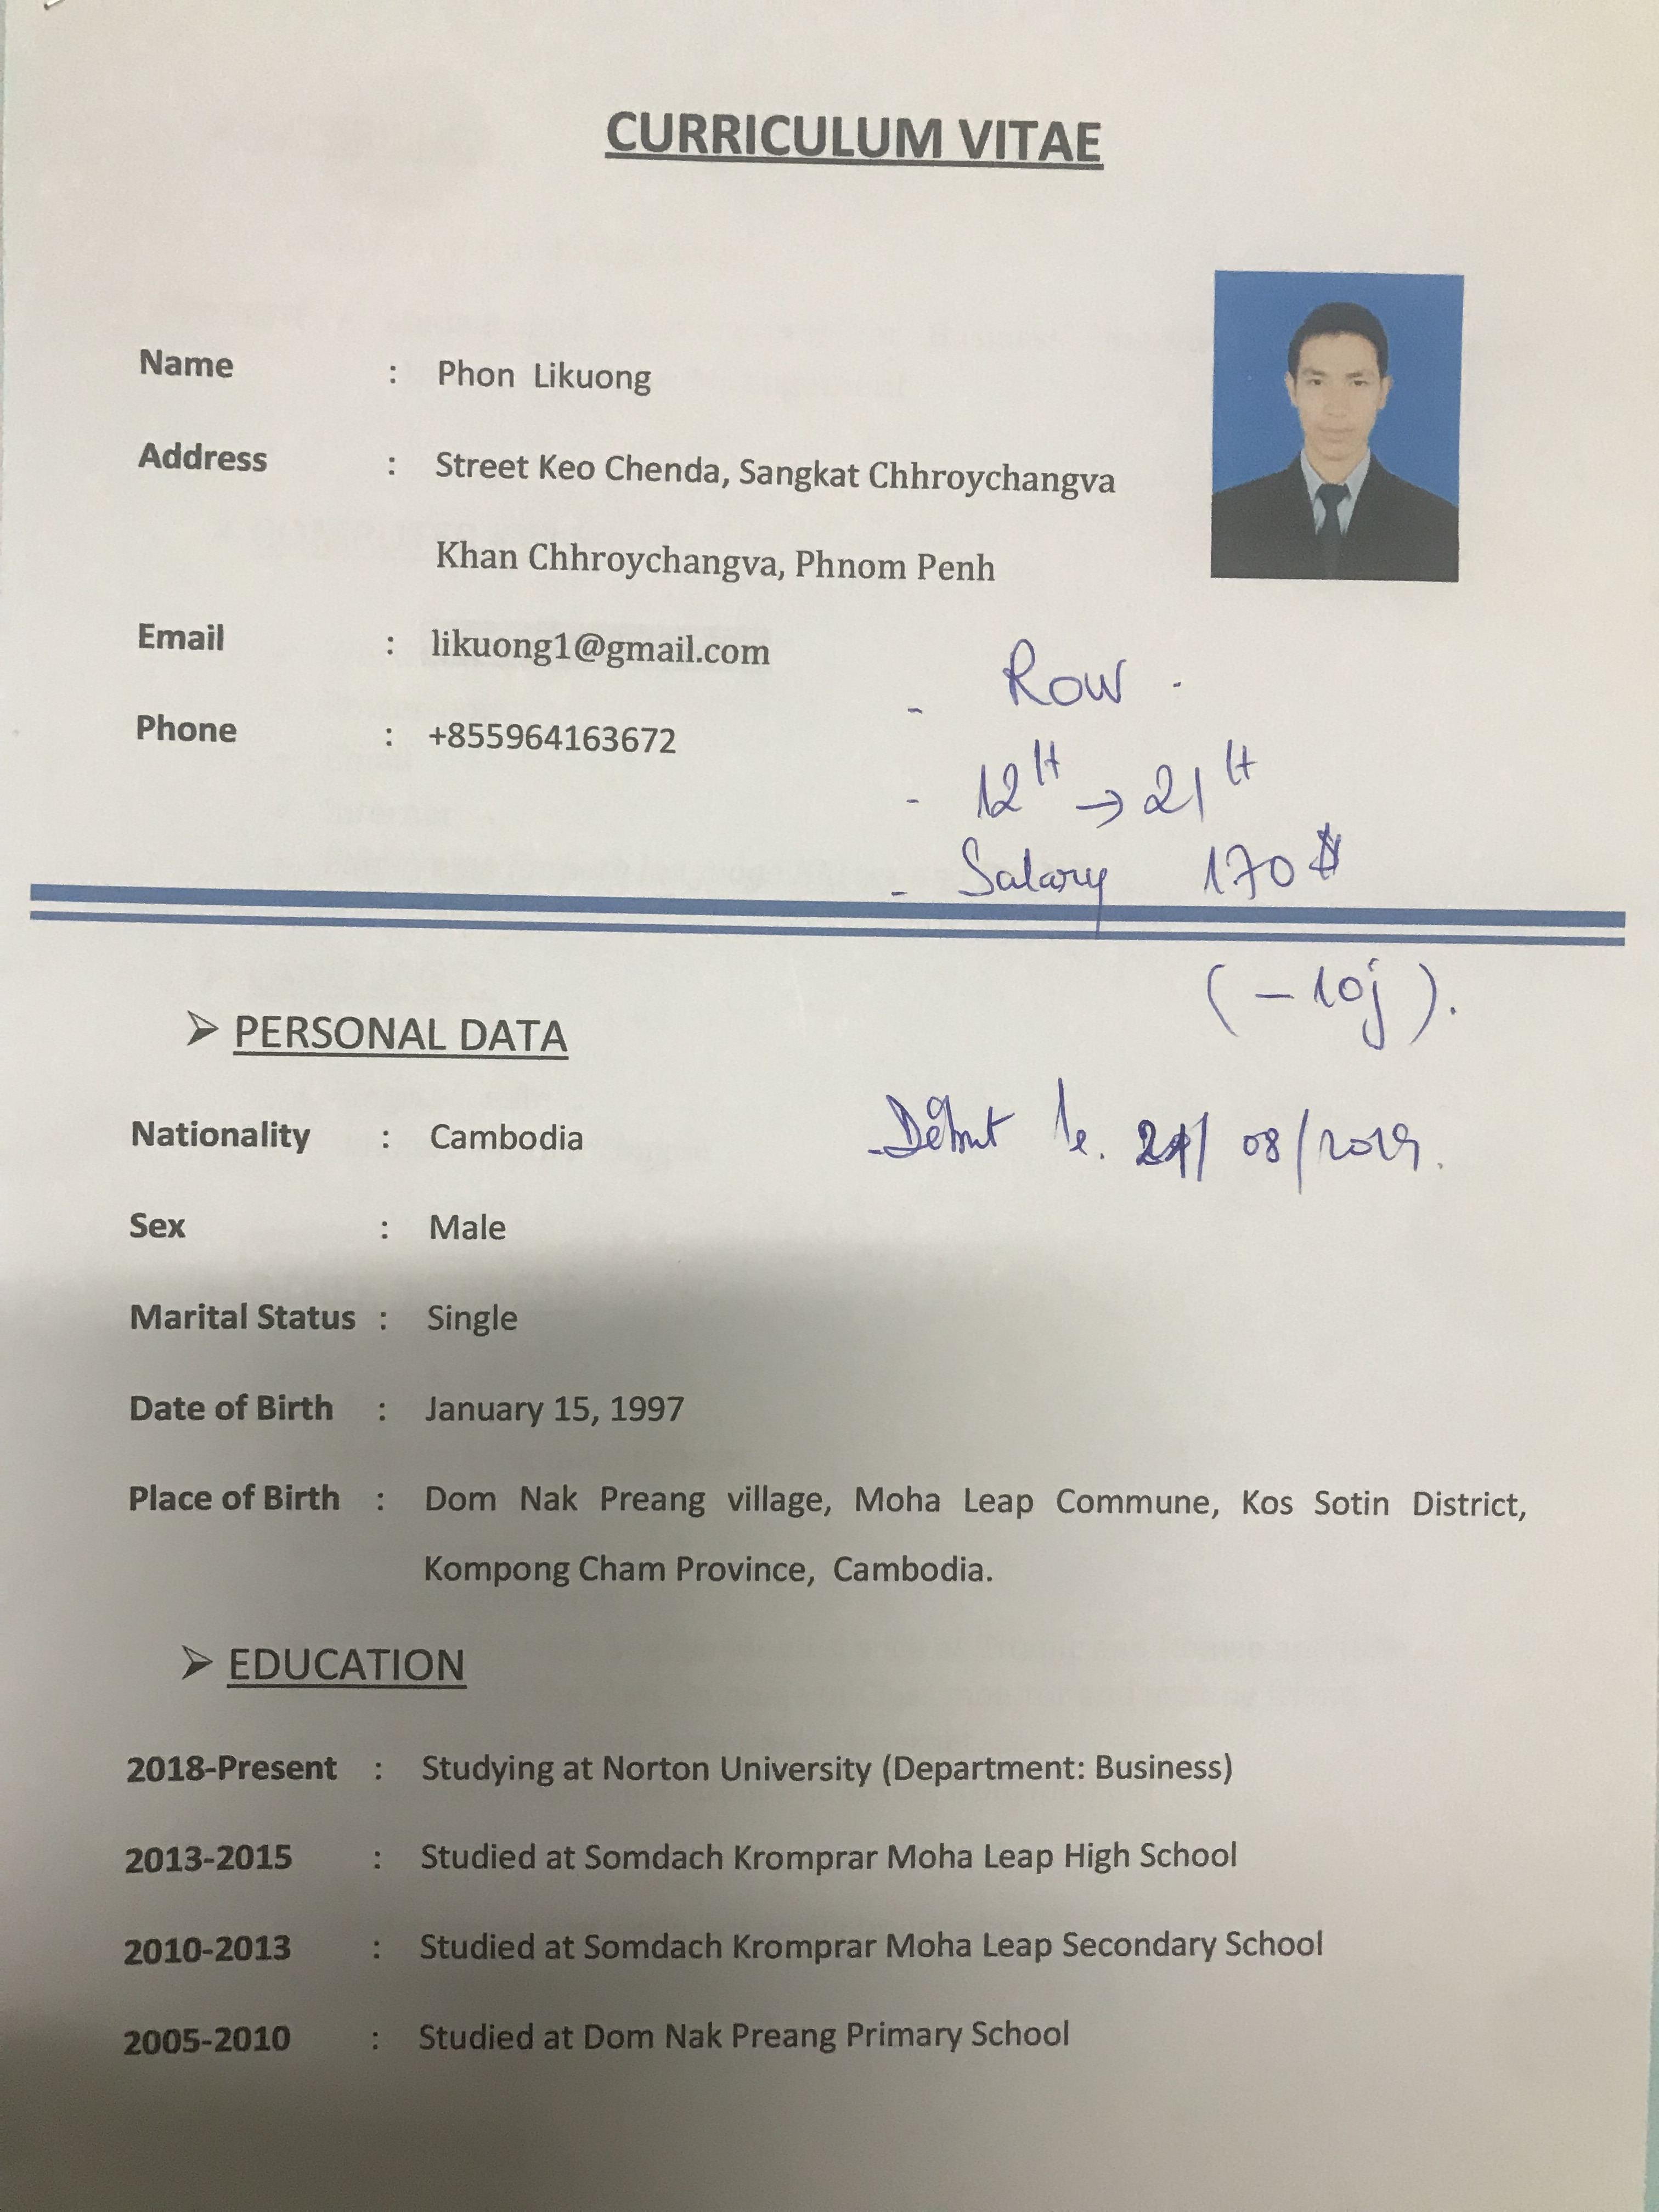 CURRICULUM VITAE
Name : Phon Likuong
Address : Street Keo Chenda, Sangkat Chhroychangva
Khan Chhroychangva, Phnom Penh
Email : likuong1@gmail.com
Phone : +855964163672
- Row -
- 12H → 21H
- Salary 170 $
(- 10j).
➢ PERSONAL DATA
- Début le. /08/2019.
Nationality : Cambodia
Sex : Male
Marital Status : Single
Date of Birth : January 15, 1997
Place of Birth : Dom Nak Preang village, Moha Leap Commune, Kos Sotin District,
Kompong Cham Province, Cambodia.
➢ EDUCATION
2018-Present : Studying at Norton University (Department: Business)
2013-2015 : Studied at Somdach Kromprar Moha Leap High School
2010-2013 : Studied at Somdach Kromprar Moha Leap Secondary School
2005-2010 : Studied at Dom Nak Preang Primary School